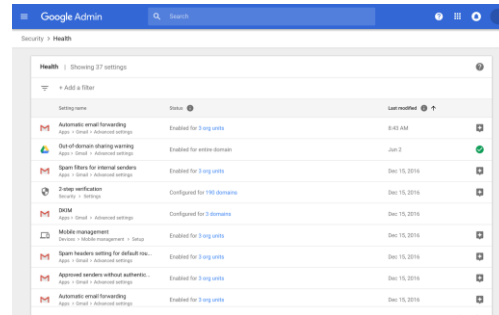 Google Admin
Search
Security > Health
Health | Showing 37 settings
+ Add a filter
Setting name Status Last modified
Automatic email forwarding
Apps > Gmail > Advanced settings
Enabled for 3 org units 8:43 AM
Out-of-domain sharing warning
Apps > Gmail > Advanced settings
Enabled for entire domain Jun 2
Spam filters for internal senders
Apps > Gmail > Advanced settings
Enabled for 3 org units Dec 15, 2016
2-step verification
Security > Settings
Configured for 190 domains Dec 15, 2016
DKIM
Apps > Gmail > Advanced settings
Configured for 3 domains Dec 15, 2016
Mobile management
Devices > Mobile management > Setup
Enabled for 3 org units Dec 15, 2016
Spam headers setting for default rou...
Apps > Gmail > Advanced settings
Enabled for 3 org units Dec 15, 2016
Approved senders without authentic...
Apps > Gmail > Advanced settings
Enabled for 3 org units Dec 15, 2016
Automatic email forwarding
Apps > Gmail > Advanced settings
Enabled for 3 org units Dec 15, 2016